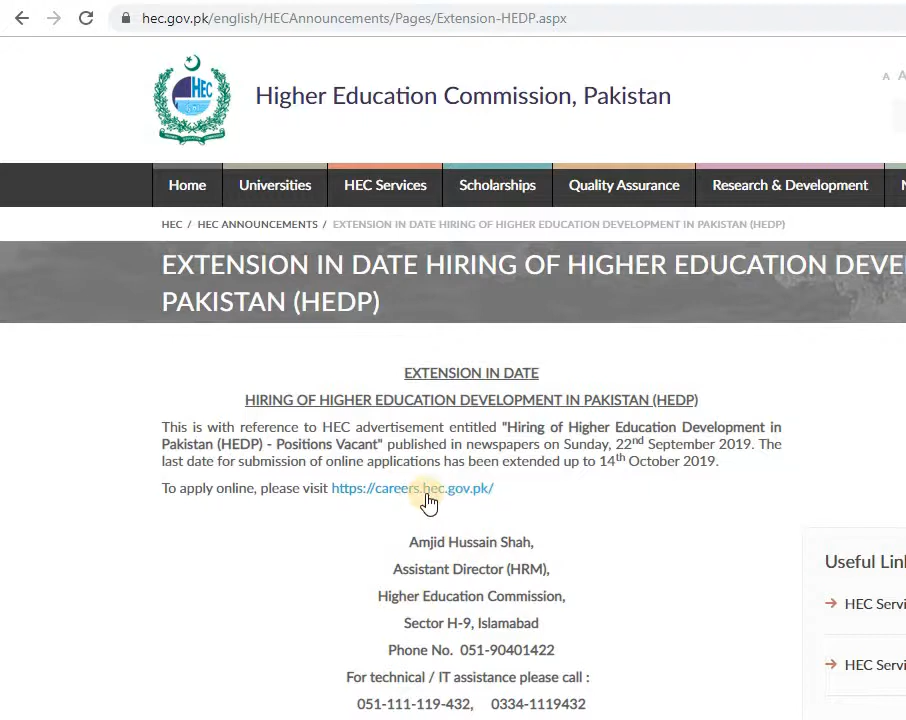 hec.gov.pk/english/HECAnnouncements/Pages/Extension-HEDP.aspx
HEC
Higher Education Commission, Pakistan
A A
Home Universities HEC Services Scholarships Quality Assurance Research & Development N
HEC / HEC ANNOUNCEMENTS / EXTENSION IN DATE HIRING OF HIGHER EDUCATION DEVELOPMENT IN PAKISTAN (HEDP)
EXTENSION IN DATE HIRING OF HIGHER EDUCATION DEVE
PAKISTAN (HEDP)
EXTENSION IN DATE
HIRING OF HIGHER EDUCATION DEVELOPMENT IN PAKISTAN (HEDP)
This is with reference to HEC advertisement entitled "Hiring of Higher Education Development in
Pakistan (HEDP) - Positions Vacant" published in newspapers on Sunday, 22nd September 2019. The
last date for submission of online applications has been extended up to 14th October 2019.
To apply online, please visit https://careers.hec.gov.pk/
Amjid Hussain Shah,
Assistant Director (HRM),
Higher Education Commission,
Sector H-9, Islamabad
Phone No. 051-90401422
For technical / IT assistance please call :
051-111-119-432, 0334-1119432
Useful Lin
HEC Servi
HEC Servi